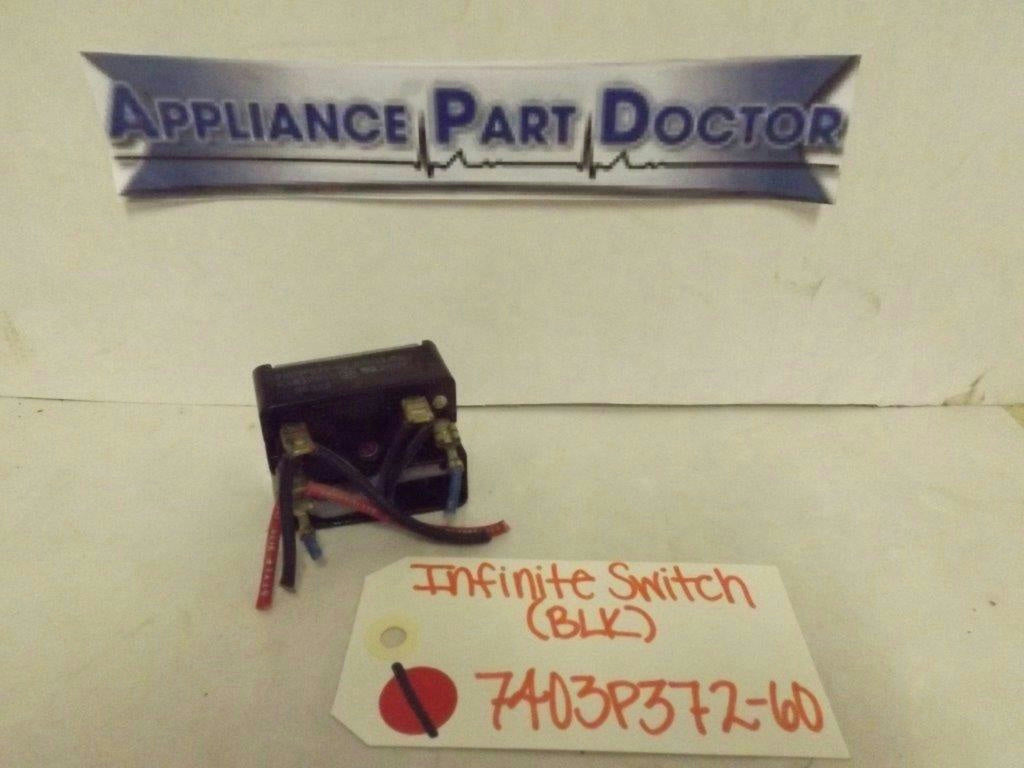 APPLIANCE PART DOCTOR
Infinite Switch
(BLK)
7403P372-60